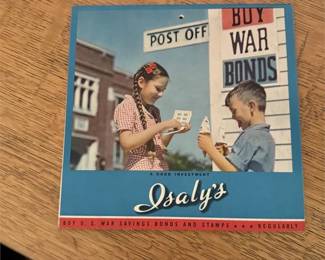 BUY
WAR
BONDS
POST OFF
A GOOD INVESTMENT
Isaly's
BUY U. S. WAR SAVINGS BONDS AND STAMPS ★ ★ ★ REGULARLY